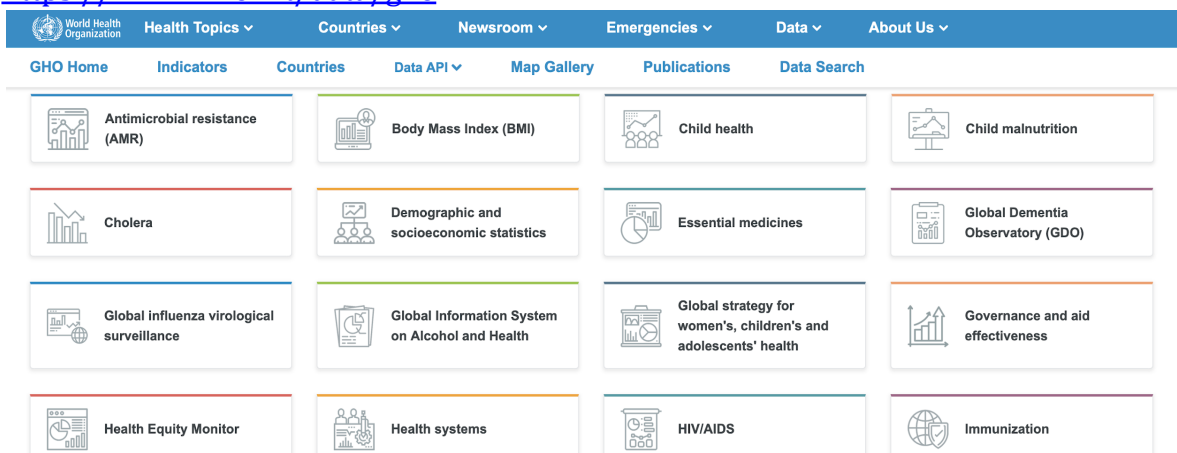 World Health
Organization
Health Topics
Countries
Newsroom
Emergencies
Data
About Us
GHO Home
Indicators
Countries
Data API
Map Gallery
Publications
Data Search
Antimicrobial resistance
(AMR)
Body Mass Index (BMI)
Child health
Child malnutrition
Cholera
Demographic and
socioeconomic statistics
Essential medicines
Global Dementia
Observatory (GDO)
Global influenza virological
surveillance
Global Information System
on Alcohol and Health
Global strategy for
women's, children's and
adolescents' health
Governance and aid
effectiveness
Health Equity Monitor
Health systems
HIV/AIDS
Immunization